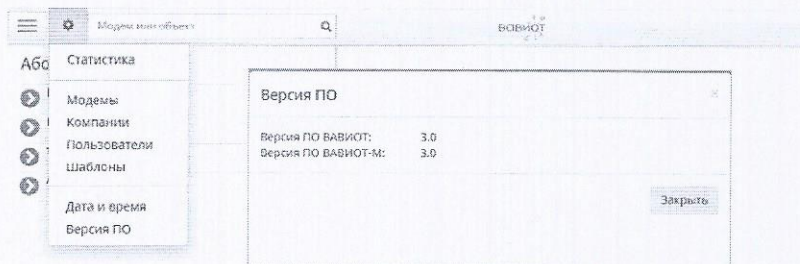 Модем или объект
ВАВИОТ
Або
Статистика
Модемы
Компании
Пользователи
Шаблоны
Дата и время
Версия ПО
Версия ПО
×
Версия ПО ВАВИОТ: 3.0
Версия ПО ВАВИОТ-М: 3.0
Закрыть